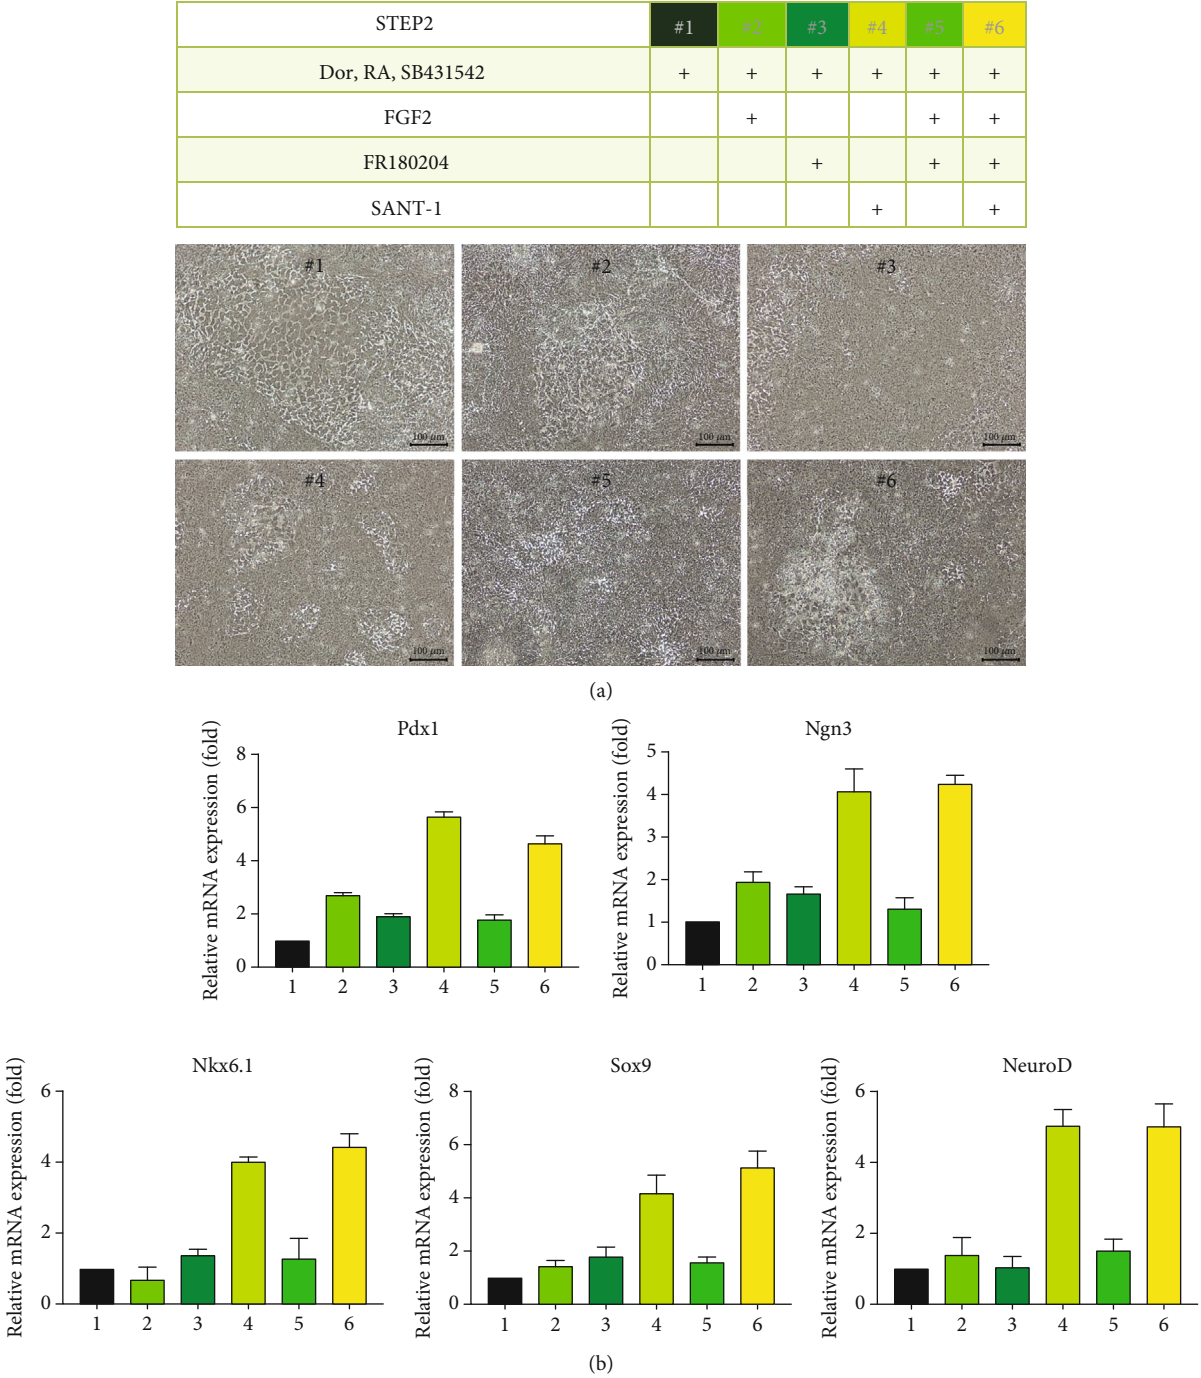 STEP2 #1 #2 #3 #4 #5 #6
Dor, RA, SB431542 + + + + + +
FGF2 + + +
FR180204 + + +
SANT-1 + +
#1 #2 #3
100 μm 100 μm 100 μm
#4 #5 #6
100 μm 100 μm 100 μm
(a)
Pdx1
Relative mRNA expression (fold)
8
6
4
2
0
1 2 3 4 5 6
Ngn3
Relative mRNA expression (fold)
5
4
3
2
1
0
1 2 3 4 5 6
Nkx6.1
Relative mRNA expression (fold)
6
4
2
0
1 2 3 4 5 6
Sox9
Relative mRNA expression (fold)
8
6
4
2
0
1 2 3 4 5 6
NeuroD
Relative mRNA expression (fold)
6
4
2
0
1 2 3 4 5 6
(b)